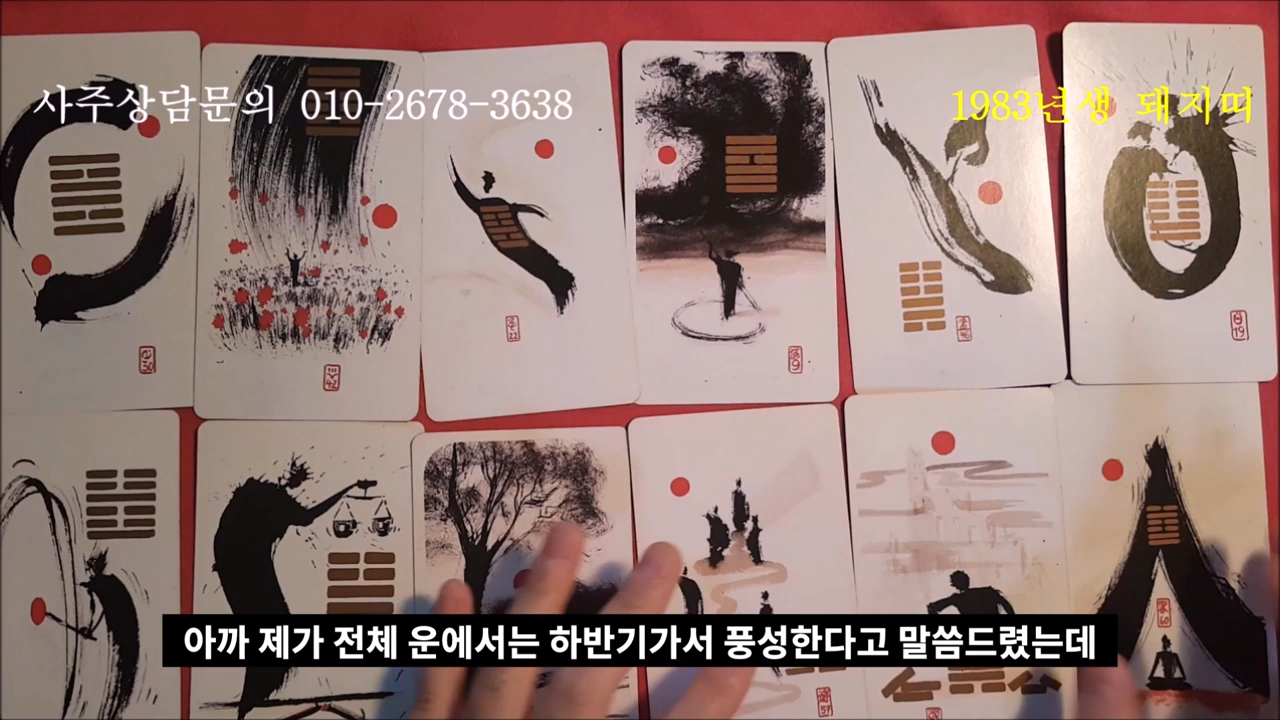 사주상담문의 010-2678-3638
1983년생 돼지띠
아까 제가 전체 운에서는 하반기가서 풍성한다고 말씀드렸는데